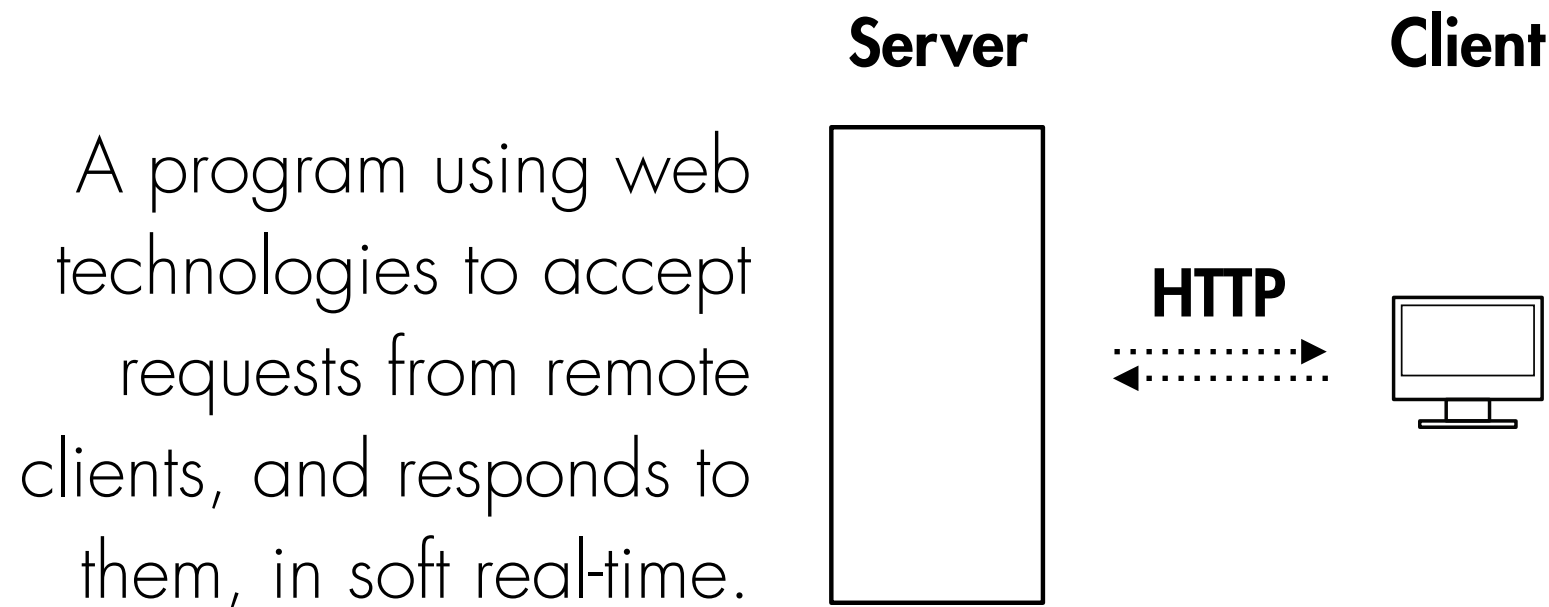 Server
Client
A program using web
technologies to accept
requests from remote
clients, and responds to
them, in soft real-time.
HTTP